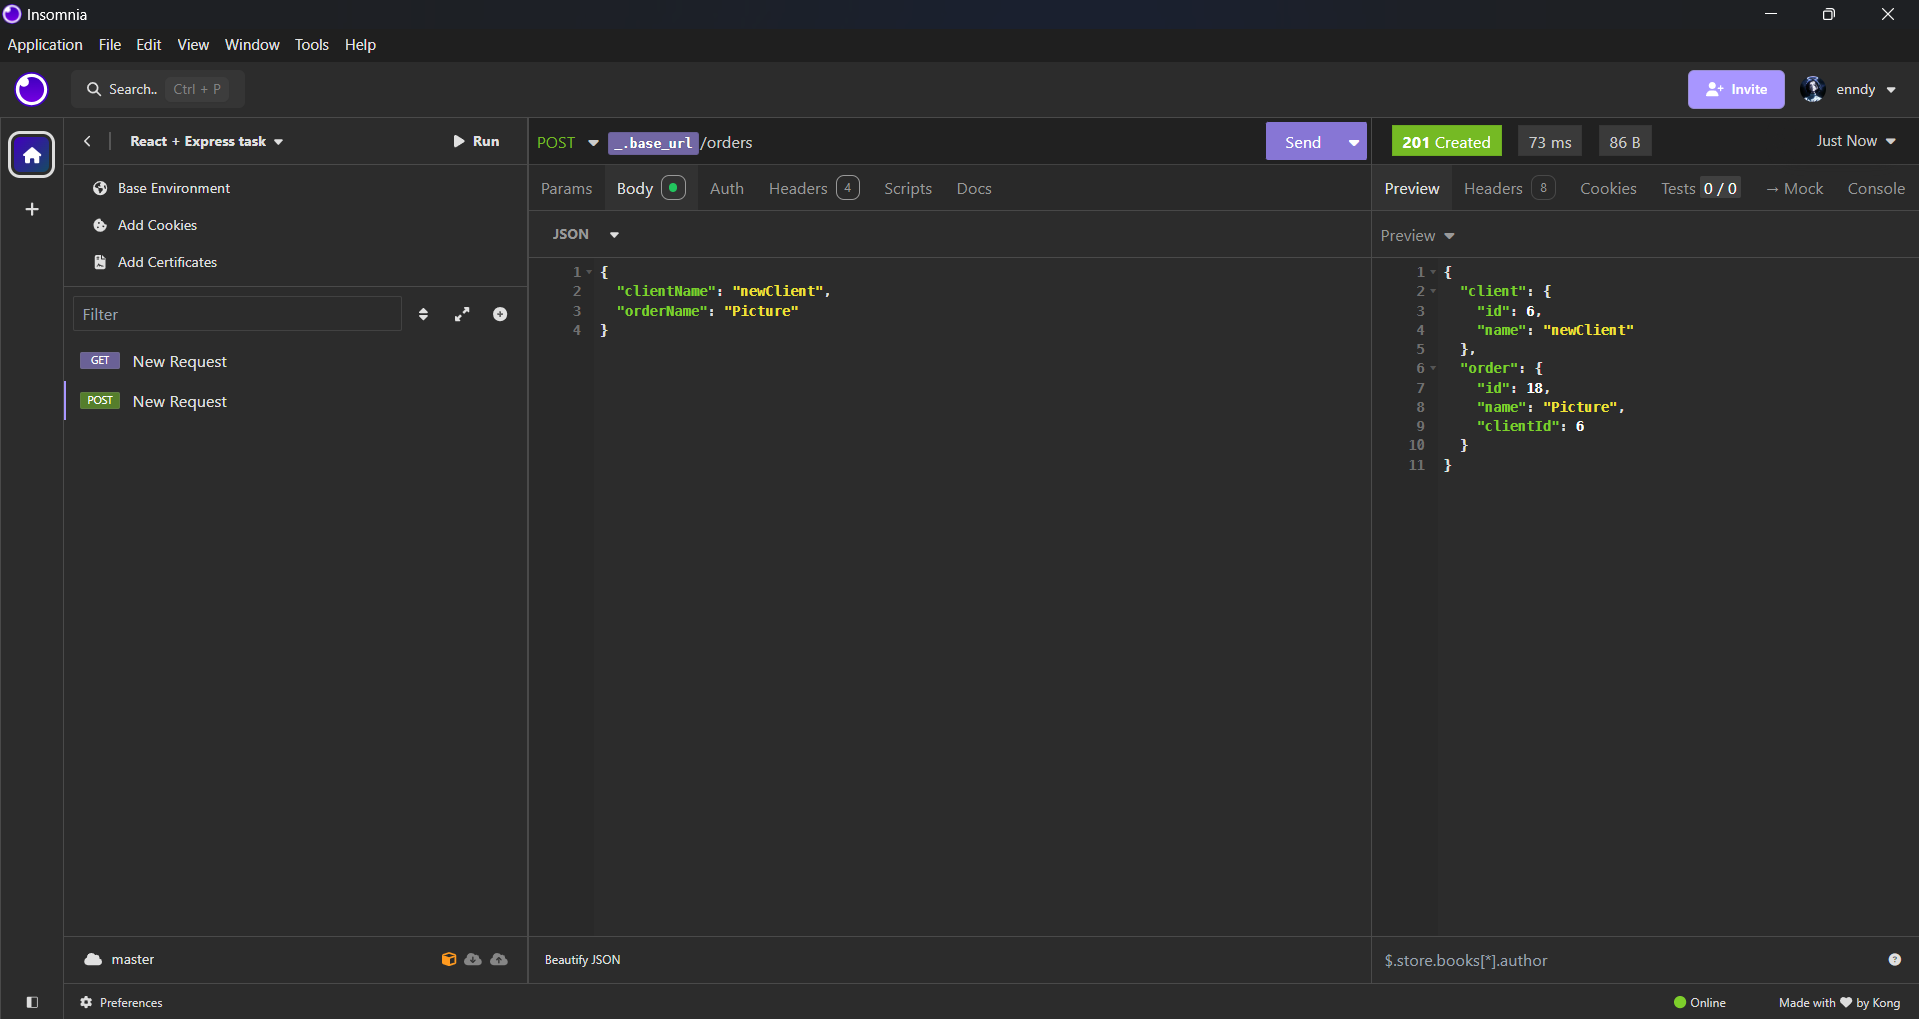 Insomnia
Application File Edit View Window Tools Help
Search.. Ctrl + P
Invite
enndy
React + Express task
Run
Base Environment
Add Cookies
Add Certificates
Filter
GET New Request
POST New Request
master
Preferences
POST _.base_url/orders
Send
Params Body Auth Headers 4 Scripts Docs
JSON
1 {
2 "clientName": "newClient",
3 "orderName": "Picture"
4 }
Beautify JSON
201 Created 73 ms 86 B
Just Now
Preview Headers 8 Cookies Tests 0 / 0 → Mock Console
Preview
1 {
2 "client": {
3 "id": 6,
4 "name": "newClient"
5 },
6 "order": {
7 "id": 18,
8 "name": "Picture",
9 "clientId": 6
10 }
11 }
$.store.books[*].author
?
Online
Made with ❤ by Kong